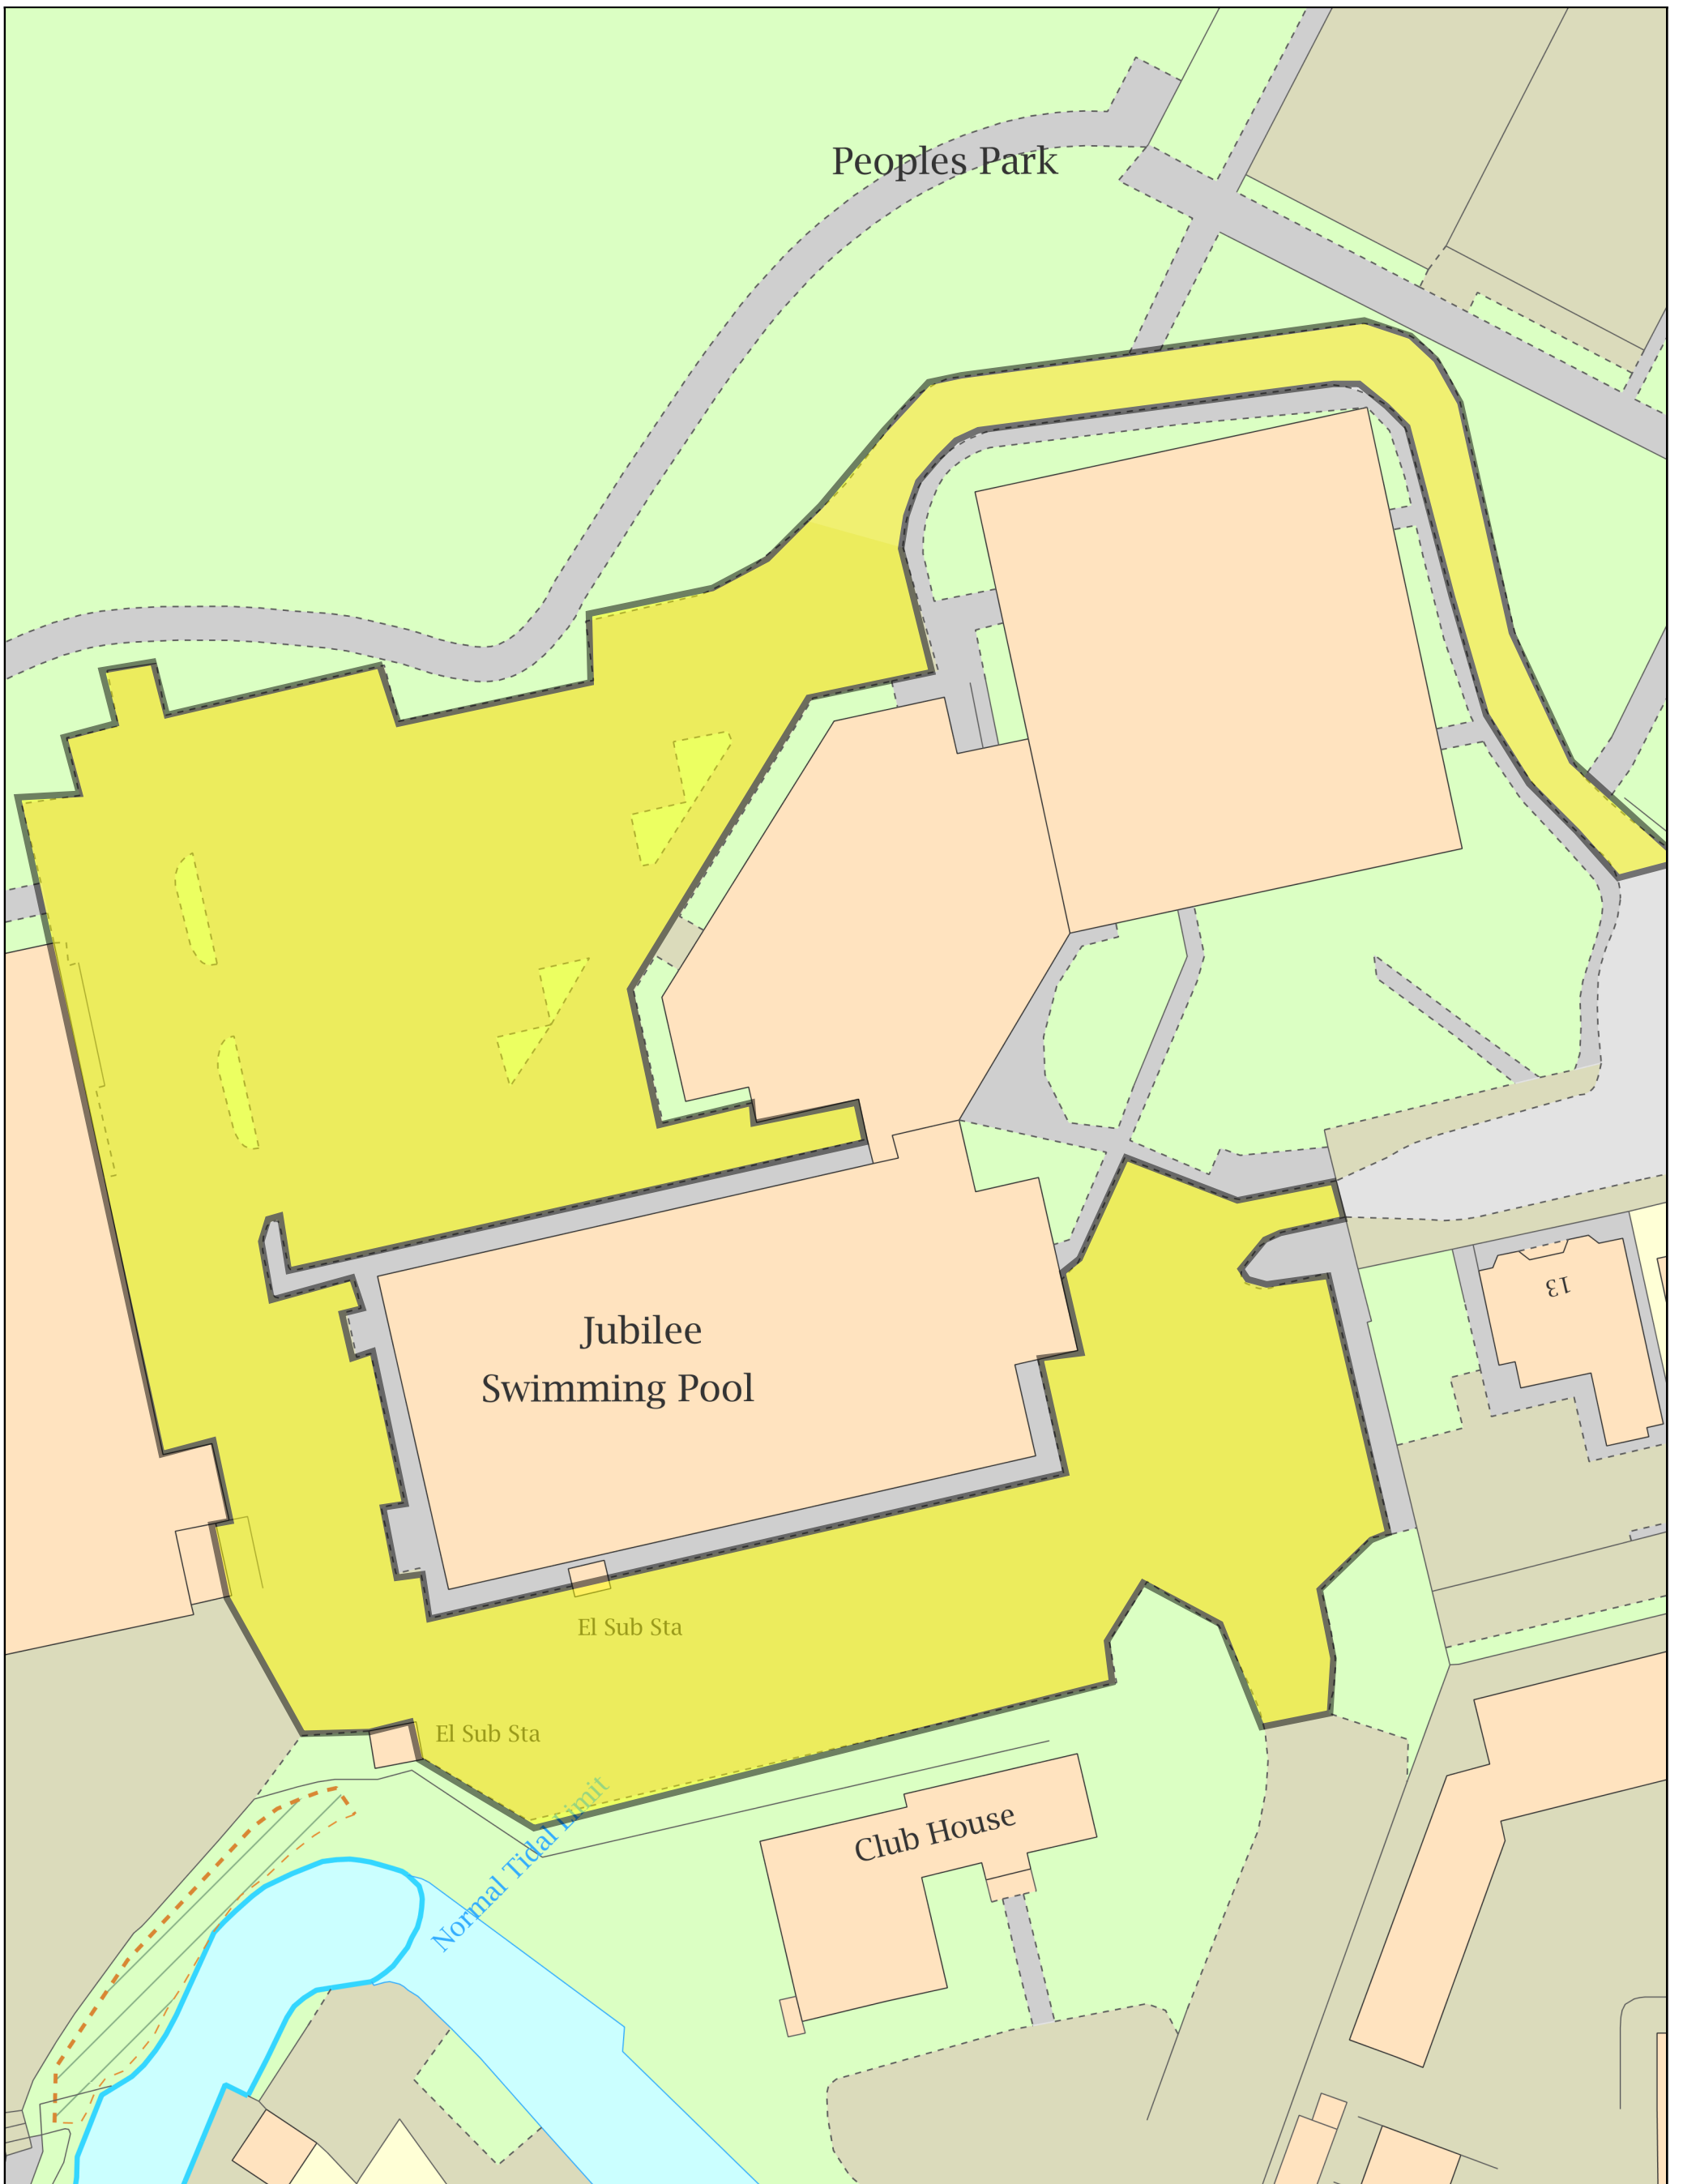 Peoples Park
13
Jubilee
Swimming Pool
El Sub Sta
El Sub Sta
Normal Tidal Limit
Club House